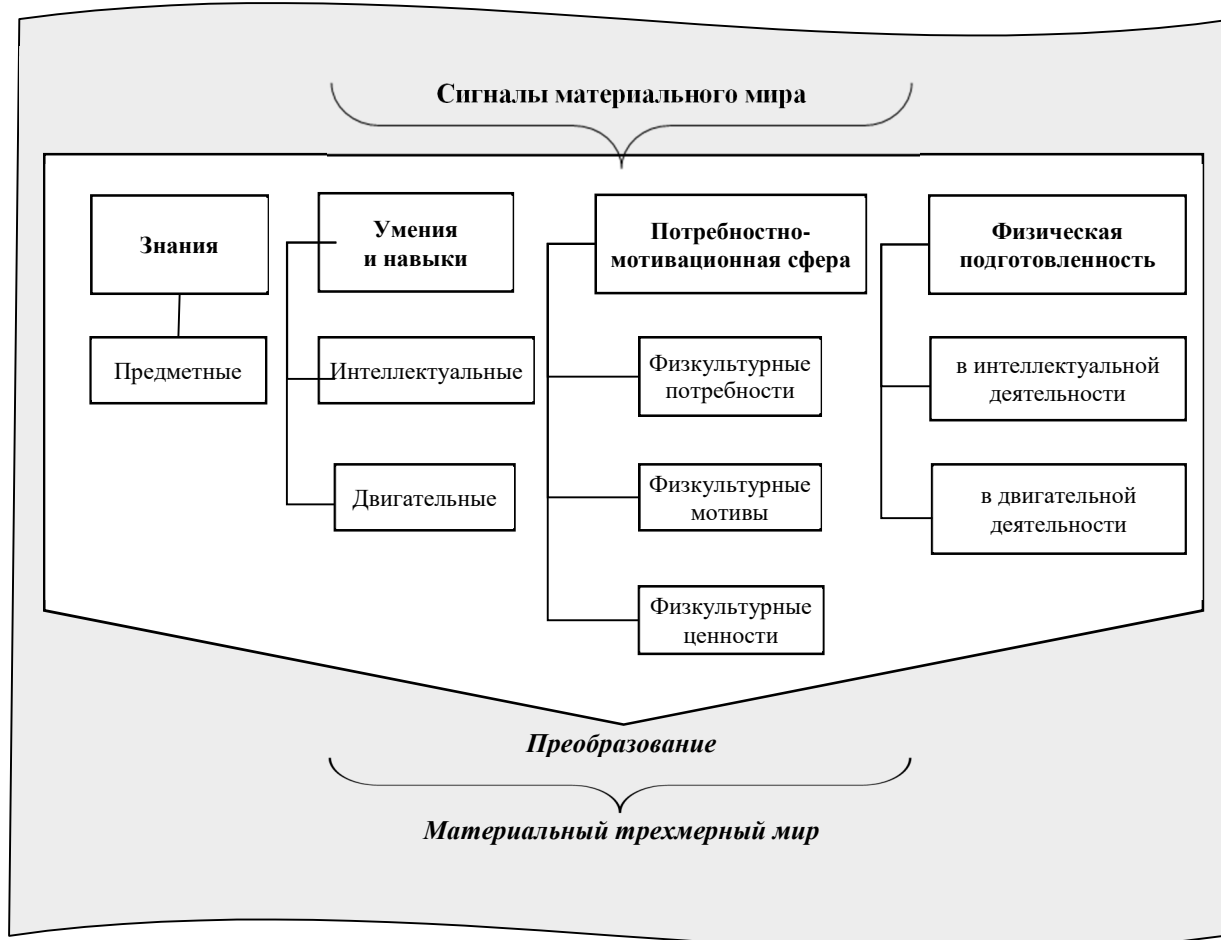 Сигналы материального мира
Знания
Предметные
Умения
и навыки
Интеллектуальные
Двигательные
Потребностно-
мотивационная сфера
Физкультурные
потребности
Физкультурные
мотивы
Физкультурные
ценности
Физическая
подготовленность
в интеллектуальной
деятельности
в двигательной
деятельности
Преобразование
Материальный трехмерный мир